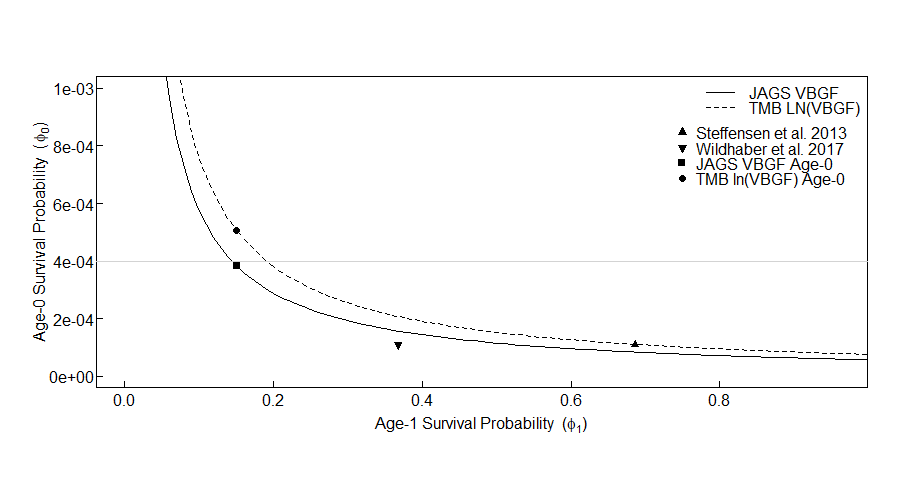 JAGS VBGF
TMB LN(VBGF)
Steffensen et al. 2013
Wildhaber et al. 2017
JAGS VBGF Age-0
TMB ln(VBGF) Age-0
Age-0 Survival Probability (ϕ0)
1e-03
8e-04
6e-04
4e-04
2e-04
0e+00
0.0 0.2 0.4 0.6 0.8
Age-1 Survival Probability (ϕ1)